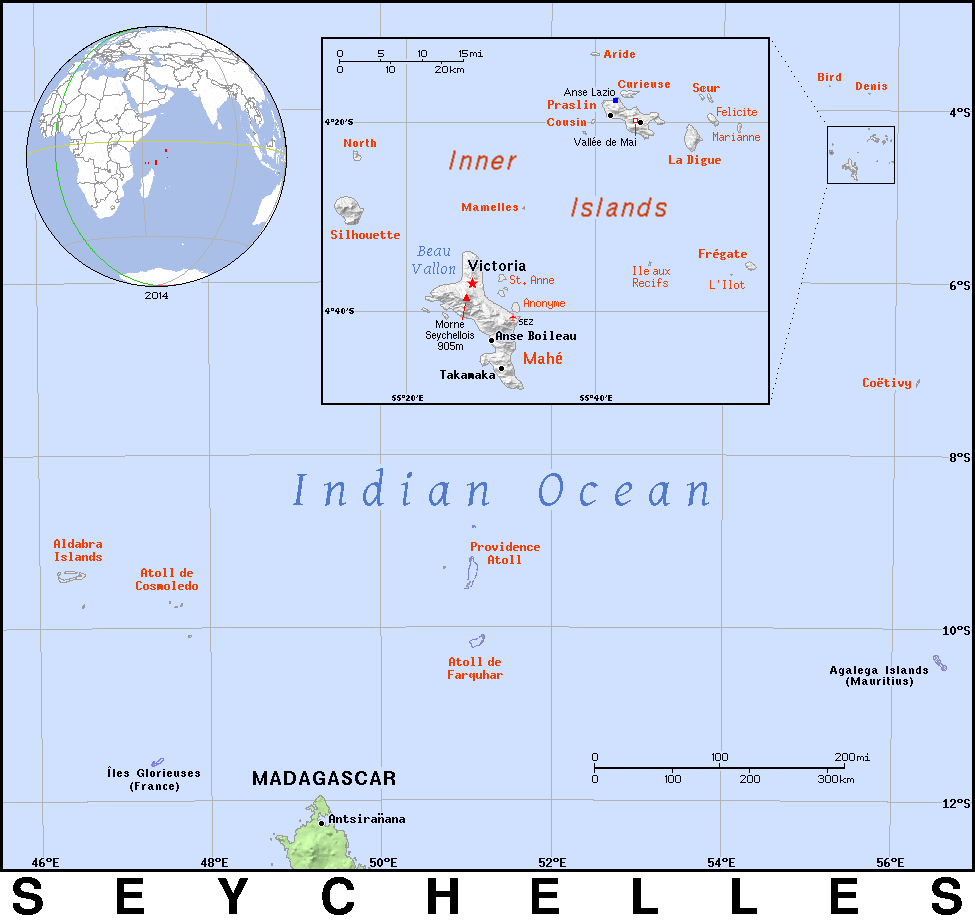 2014
0 5 10 15mi
0 10 20km
Aride
Curieuse
Anse Lazio
Praslin
Cousin
Sœur
Felicite
Marianne
Vallée de Mai
La Digue
4°20'S
North
Inner
Islands
Mamelles
Silhouette
Beau
Vallon
Victoria
St. Anne
Anonyme
Frégate
Ile aux
Recifs
L'Ilot
4°40'S
Morne
Seychellois
905m
SEZ
Anse Boileau
Mahé
Takamaka
55°20'E
55°40'E
Bird
Denis
4°S
6°S
Coëtivy
8°S
Indian Ocean
Aldabra
Islands
Atoll de
Cosmoledo
Providence
Atoll
10°S
Atoll de
Farquhar
Agalega Islands
(Mauritius)
Îles Glorieuses
(France)
MADAGASCAR
Antsirañana
0 100 200mi
0 100 200 300km
12°S
46°E
48°E
50°E
52°E
54°E
56°E
SEYCHELLES